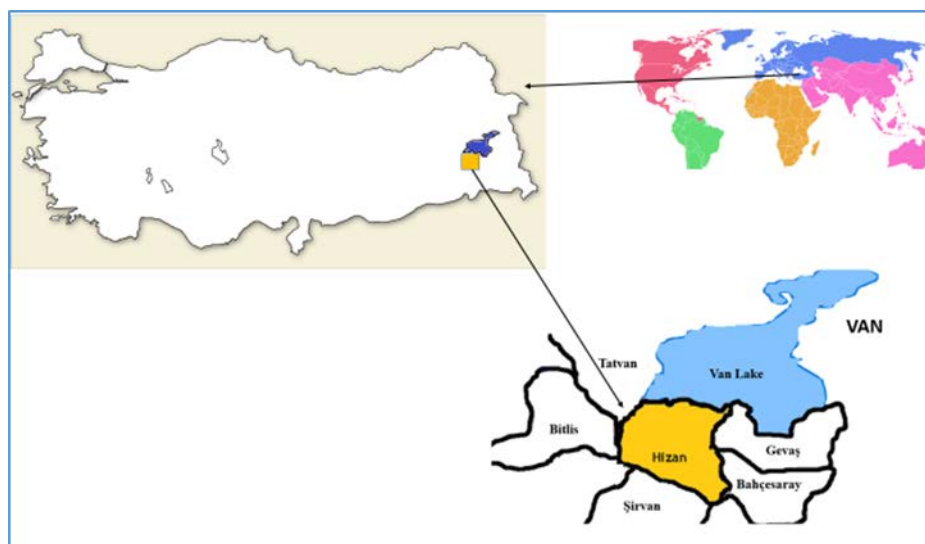 VAN
Tatvan
Van Lake
Bitlis
Hizan
Gevaş
Bahçesaray
Şirvan